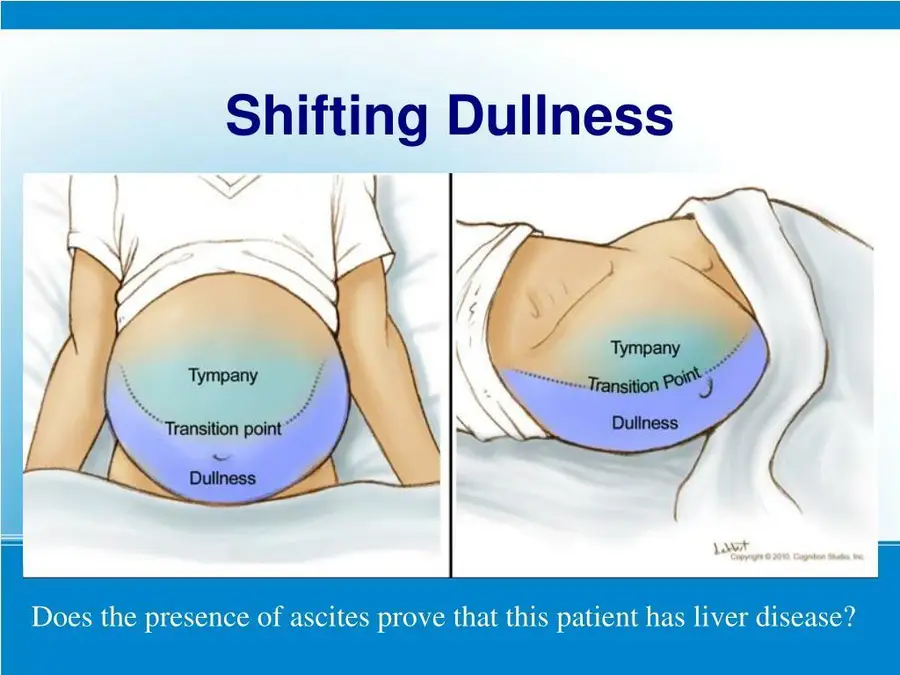 Shifting Dullness
Tympany
Transition point
Dullness
Tympany
Transition Point
Dullness
Copyright © 2010, Cognition Studio, Inc.
Does the presence of ascites prove that this patient has liver disease?